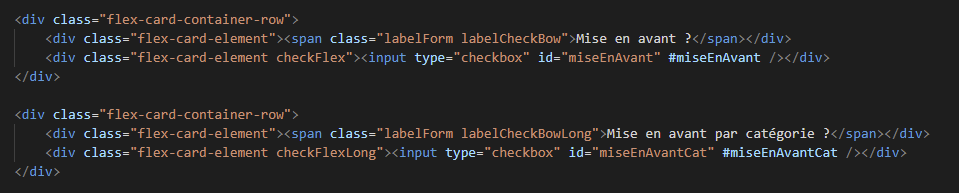 <div class="flex-card-container-row">
<div class="flex-card-element"><span class="labelForm labelCheckBow">Mise en avant ?</span></div>
<div class="flex-card-element checkFlex"><input type="checkbox" id="miseEnAvant" #miseEnAvant /></div>
</div>
<div class="flex-card-container-row">
<div class="flex-card-element"><span class="labelForm labelCheckBowLong">Mise en avant par catégorie ?</span></div>
<div class="flex-card-element checkFlexLong"><input type="checkbox" id="miseEnAvantCat" #miseEnAvantCat /></div>
</div>